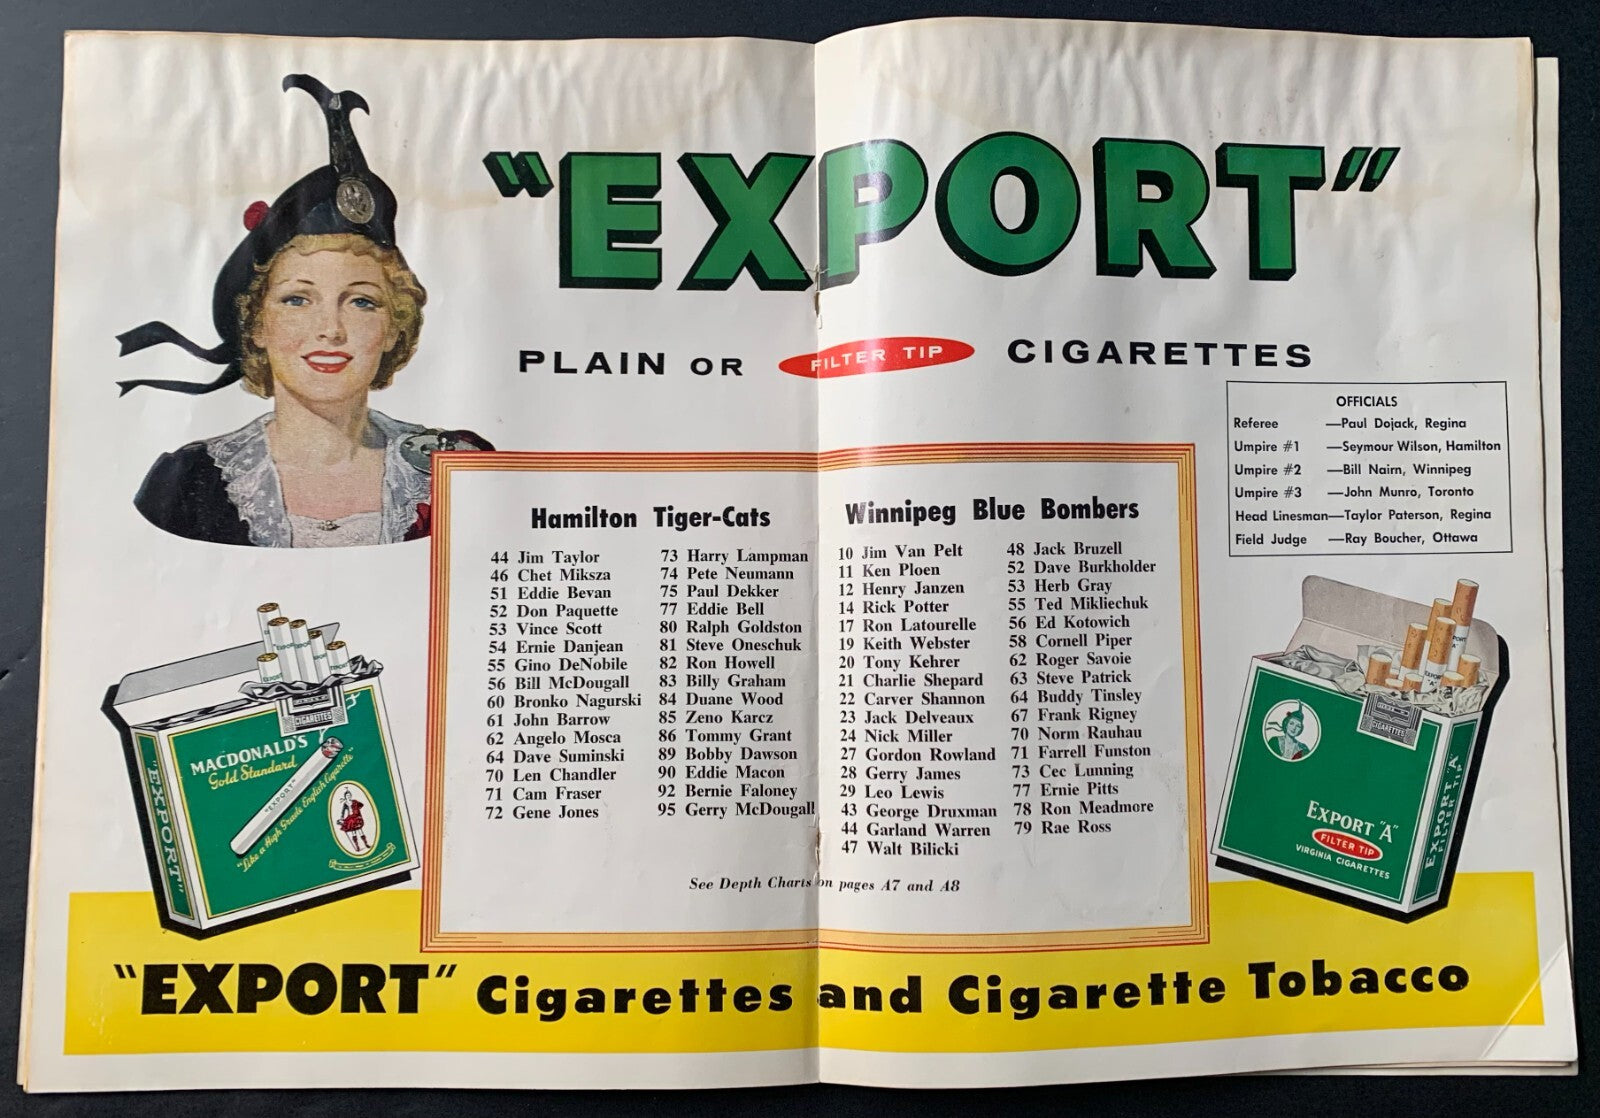 "EXPORT"
PLAIN OR FILTER TIP CIGARETTES
OFFICIALS
Referee —Paul Dojack, Regina
Umpire #1 —Seymour Wilson, Hamilton
Umpire #2 —Bill Nairn, Winnipeg
Umpire #3 —John Munro, Toronto
Head Linesman—Taylor Paterson, Regina
Field Judge —Ray Boucher, Ottawa
Hamilton Tiger-Cats
44 Jim Taylor
46 Chet Miksza
51 Eddie Bevan
52 Don Paquette
53 Vince Scott
54 Ernie Danjean
55 Gino DeNobile
56 Bill McDougall
60 Bronko Nagurski
61 John Barrow
62 Angelo Mosca
64 Dave Suminski
70 Len Chandler
71 Cam Fraser
72 Gene Jones
73 Harry Lampman
74 Pete Neumann
75 Paul Dekker
77 Eddie Bell
80 Ralph Goldston
81 Steve Oneschuk
82 Ron Howell
83 Billy Graham
84 Duane Wood
85 Zeno Karcz
86 Tommy Grant
89 Bobby Dawson
90 Eddie Macon
92 Bernie Faloney
95 Gerry McDougall
Winnipeg Blue Bombers
10 Jim Van Pelt
11 Ken Ploen
12 Henry Janzen
14 Rick Potter
17 Ron Latourelle
19 Keith Webster
20 Tony Kehrer
21 Charlie Shepard
22 Carver Shannon
23 Jack Delveaux
24 Nick Miller
27 Gordon Rowland
28 Gerry James
29 Leo Lewis
43 George Druxman
44 Garland Warren
47 Walt Bilicki
48 Jack Bruzell
52 Dave Burkholder
53 Herb Gray
55 Ted Mikliechuk
56 Ed Kotowich
58 Cornell Piper
62 Roger Savoie
63 Steve Patrick
64 Buddy Tinsley
67 Frank Rigney
70 Norm Rauhau
71 Farrell Funston
73 Cec Lunning
77 Ernie Pitts
78 Ron Meadmore
79 Rae Ross
See Depth Charts on pages A7 and A8
CIGARETTES
MACDONALD'S
Gold Standard
"EXPORT"
"Like a High Grade English Cigarette"
"EXPORT"
CIGARETTES
EXPORT "A"
FILTER TIP
VIRGINIA CIGARETTES
EXPORT "A"
FILTER TIP
"EXPORT" Cigarettes and Cigarette Tobacco